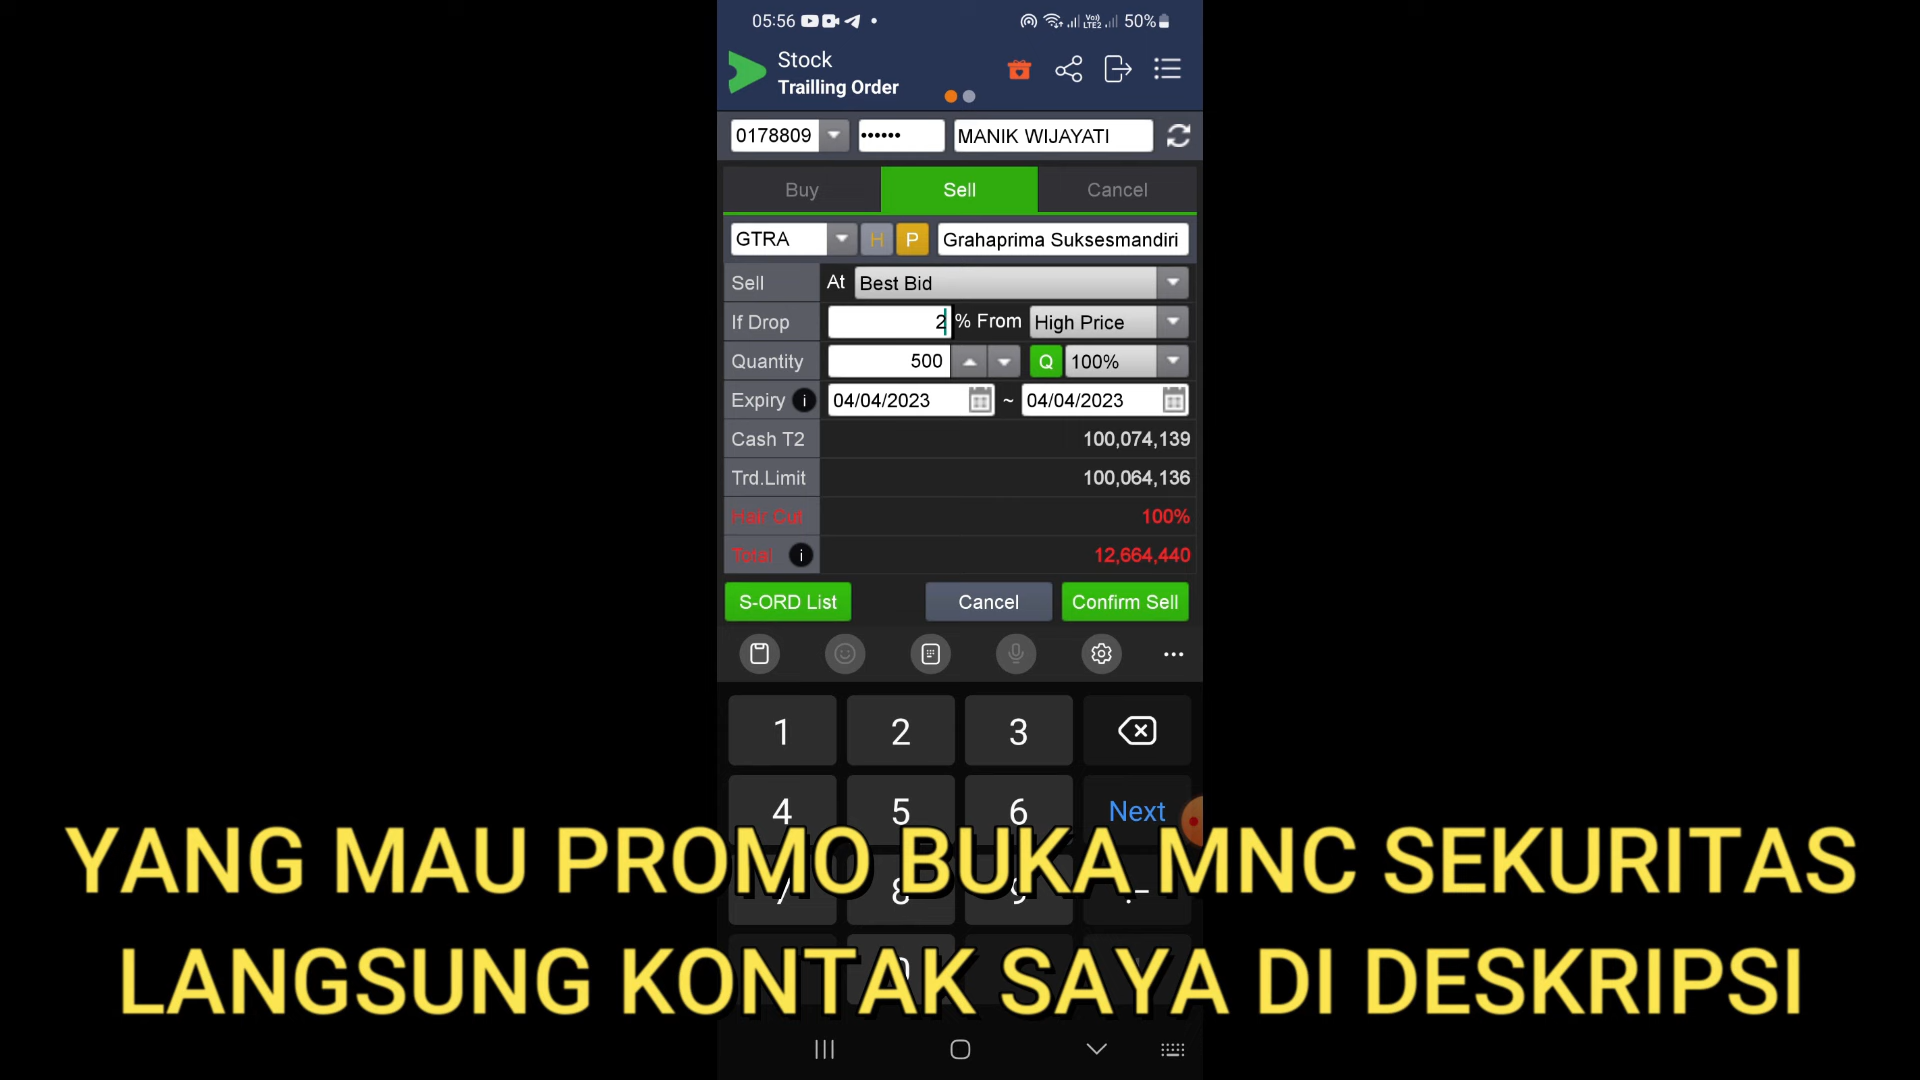 05:56 50%
Stock
Trailling Order
0178809 •••••• MANIK WIJAYATI
Buy Sell Cancel
GTRA H P Grahaprima Suksesmandiri
Sell At Best Bid
If Drop 2 % From High Price
Quantity 500 Q 100%
Expiry i 04/04/2023 ~ 04/04/2023
Cash T2 100,074,139
Trd.Limit 100,064,136
Hair Cut 100%
Total i 12,664,440
S-ORD List Cancel Confirm Sell
1 2 3
4 5 6 Next
YANG MAU PROMO BUKA MNC SEKURITAS
7 8 9 .-
LANGSUNG KONTAK SAYA DI DESKRIPSI